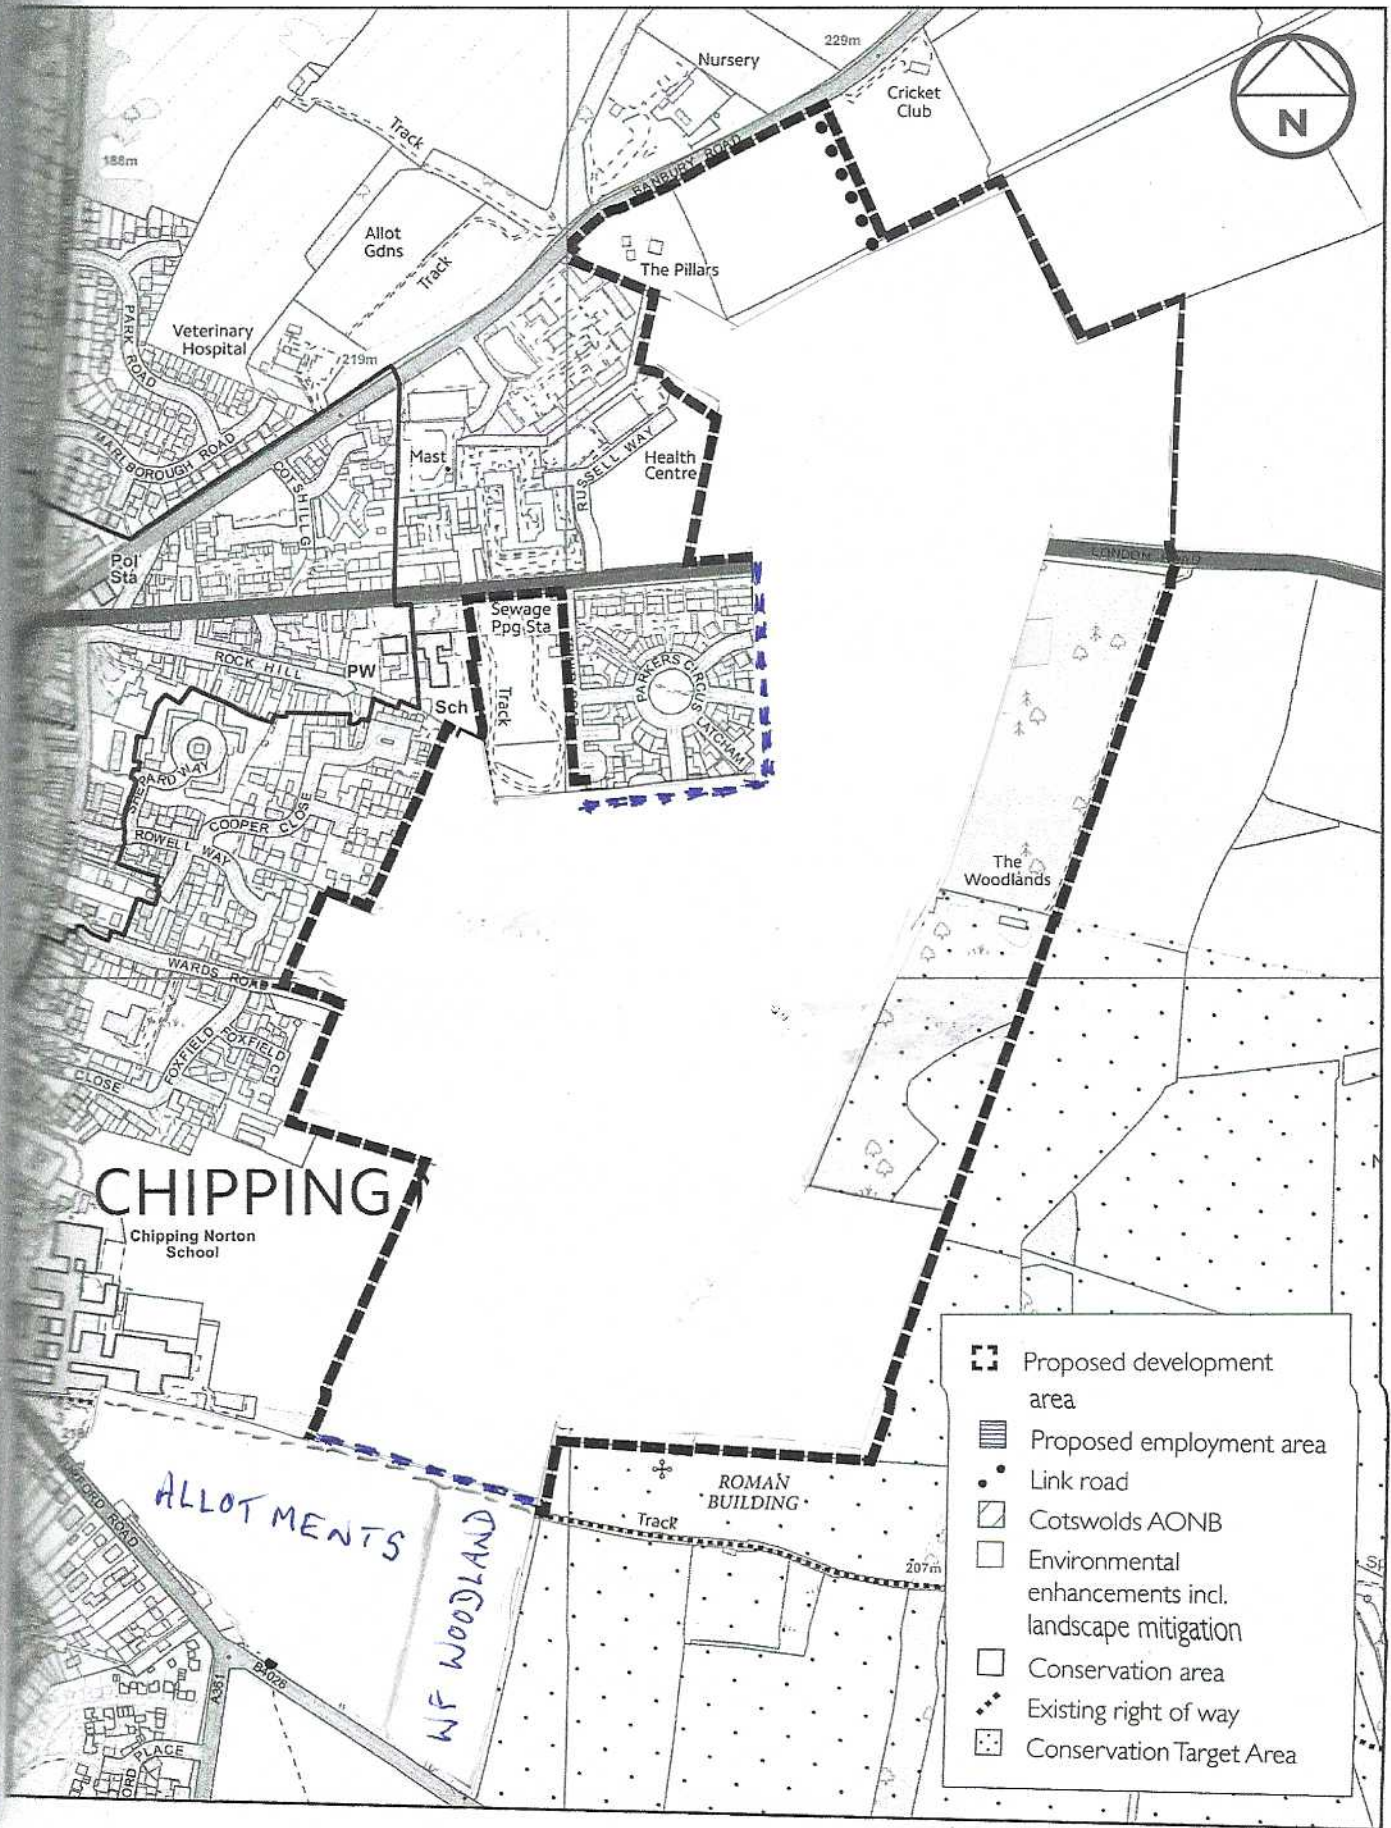 229m
Nursery
Cricket
Club
N
Track
188m
BANBURY ROAD
Allot
Gdns
Track
The Pillars
PARK ROAD
Veterinary
Hospital
219m
MARLBOROUGH ROAD
COTSHILL G
Mast
RUSSELL WAY
Health
Centre
LONDON ROAD
Pol
Sta
Sewage
Ppg Sta
ROCK HILL
PW
Sch
Track
PARKERS CIRCUS
LATCHAM
SHEPARD WAY
COOPER CLOSE
ROWELL WAY
The
Woodlands
WARDS ROAD
FOXFIELD
FOXFIELD CT
CLOSE
CHIPPING
Chipping Norton
School
ALLOTMENTS
WF WOODLAND
ROMAN
BUILDING
Track
207m
B4026
A361
PLACE
Proposed development
area
Proposed employment area
Link road
Cotswolds AONB
Environmental
enhancements incl.
landscape mitigation
Conservation area
Existing right of way
Conservation Target Area